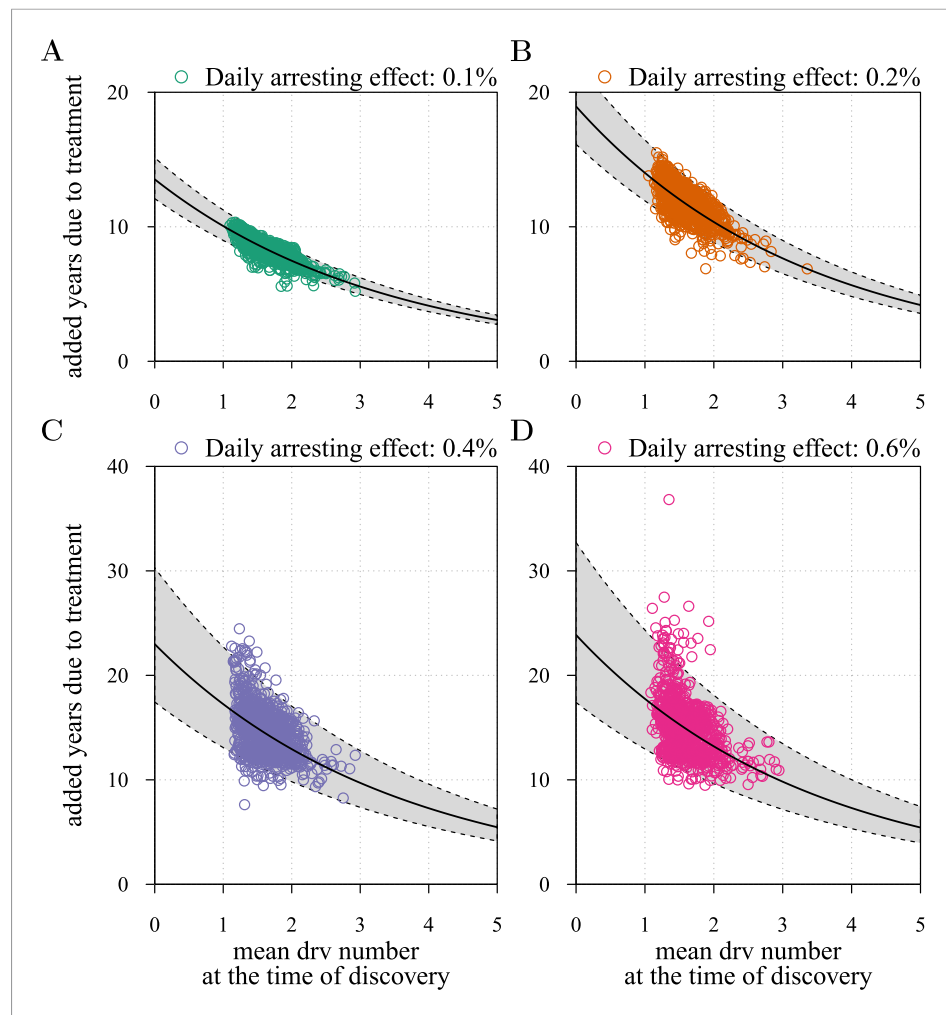 A
Daily arresting effect: 0.1%
added years due to treatment
20
10
0
0 1 2 3 4 5
B
Daily arresting effect: 0.2%
20
10
0
0 1 2 3 4 5
C
Daily arresting effect: 0.4%
added years due to treatment
40
30
20
10
0
0 1 2 3 4 5
mean drv number
at the time of discovery
D
Daily arresting effect: 0.6%
40
30
20
10
0
0 1 2 3 4 5
mean drv number
at the time of discovery